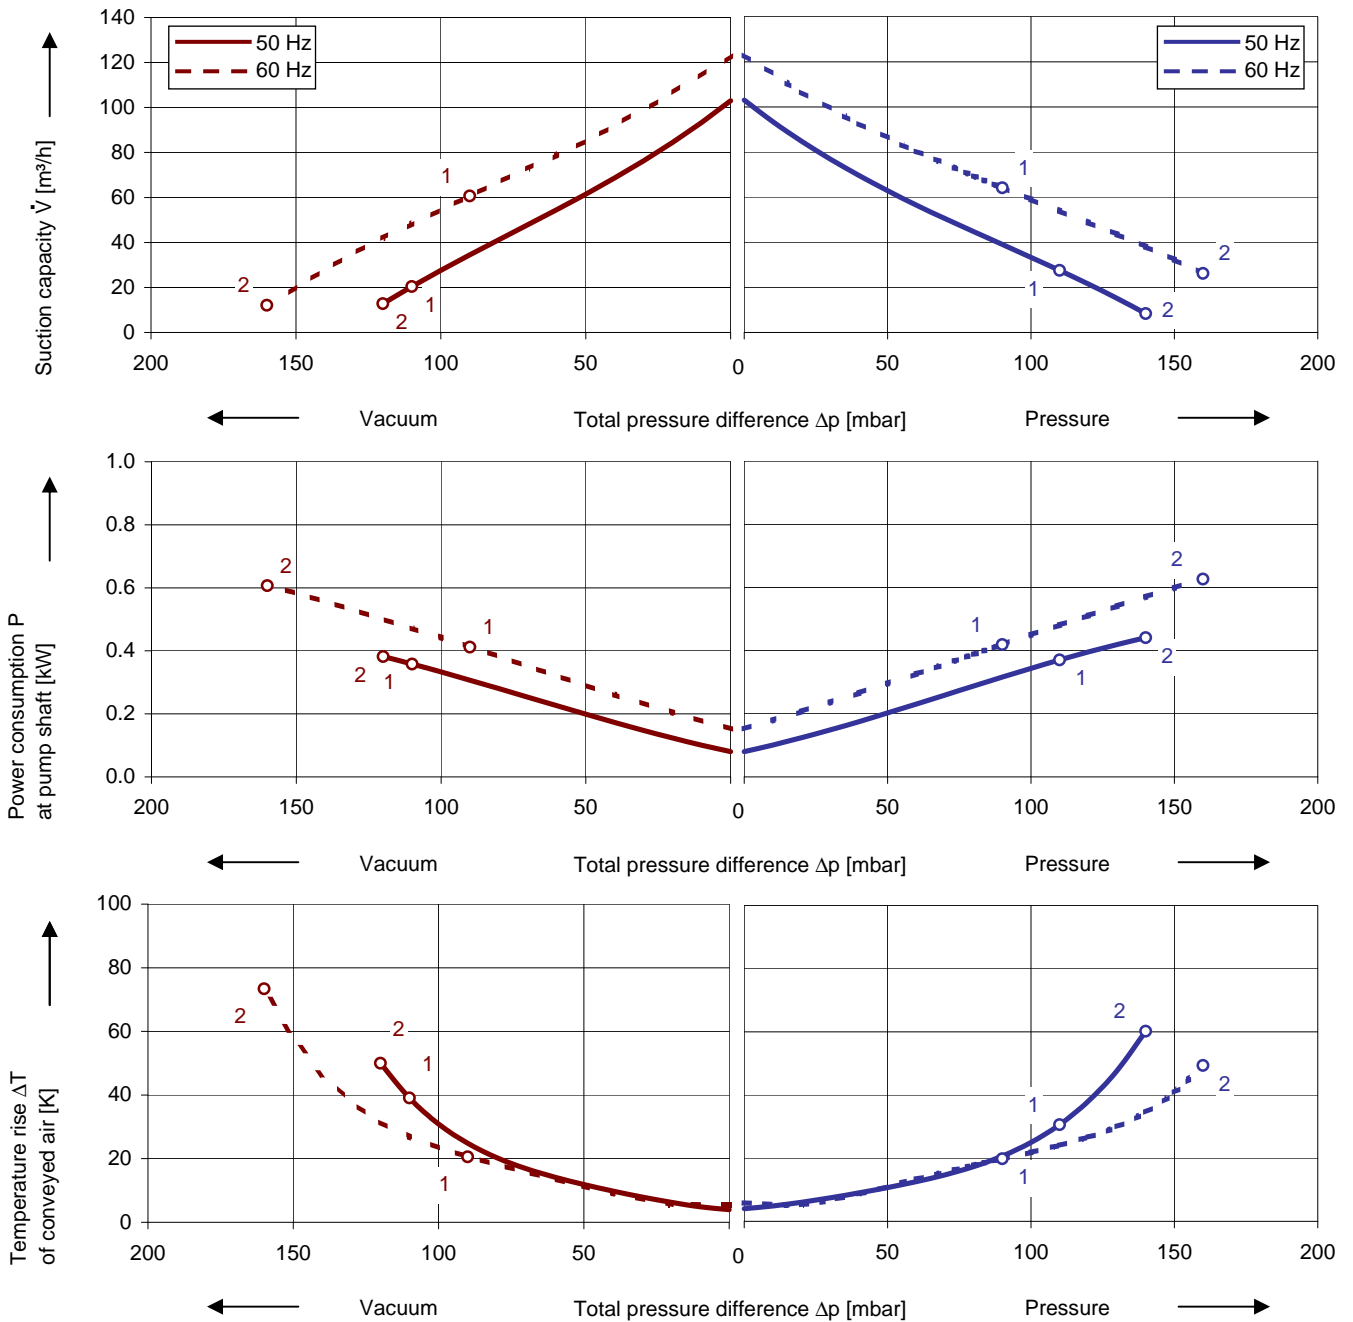 140
120
100
80
60
40
20
0
Suction capacity V̇ [m³/h]
50 Hz
60 Hz
50 Hz
60 Hz
1
2
1
2
1
2
1
2
200 150 100 50 0 50 100 150 200
Vacuum Total pressure difference Δp [mbar] Pressure
1.0
0.8
0.6
0.4
0.2
0.0
Power consumption P
at pump shaft [kW]
2
1
2
1
2
1
2
1
200 150 100 50 0 50 100 150 200
Vacuum Total pressure difference Δp [mbar] Pressure
100
80
60
40
20
0
Temperature rise ΔT
of conveyed air [K]
2
2
1
1
2
2
1
1
200 150 100 50 0 50 100 150 200
Vacuum Total pressure difference Δp [mbar] Pressure